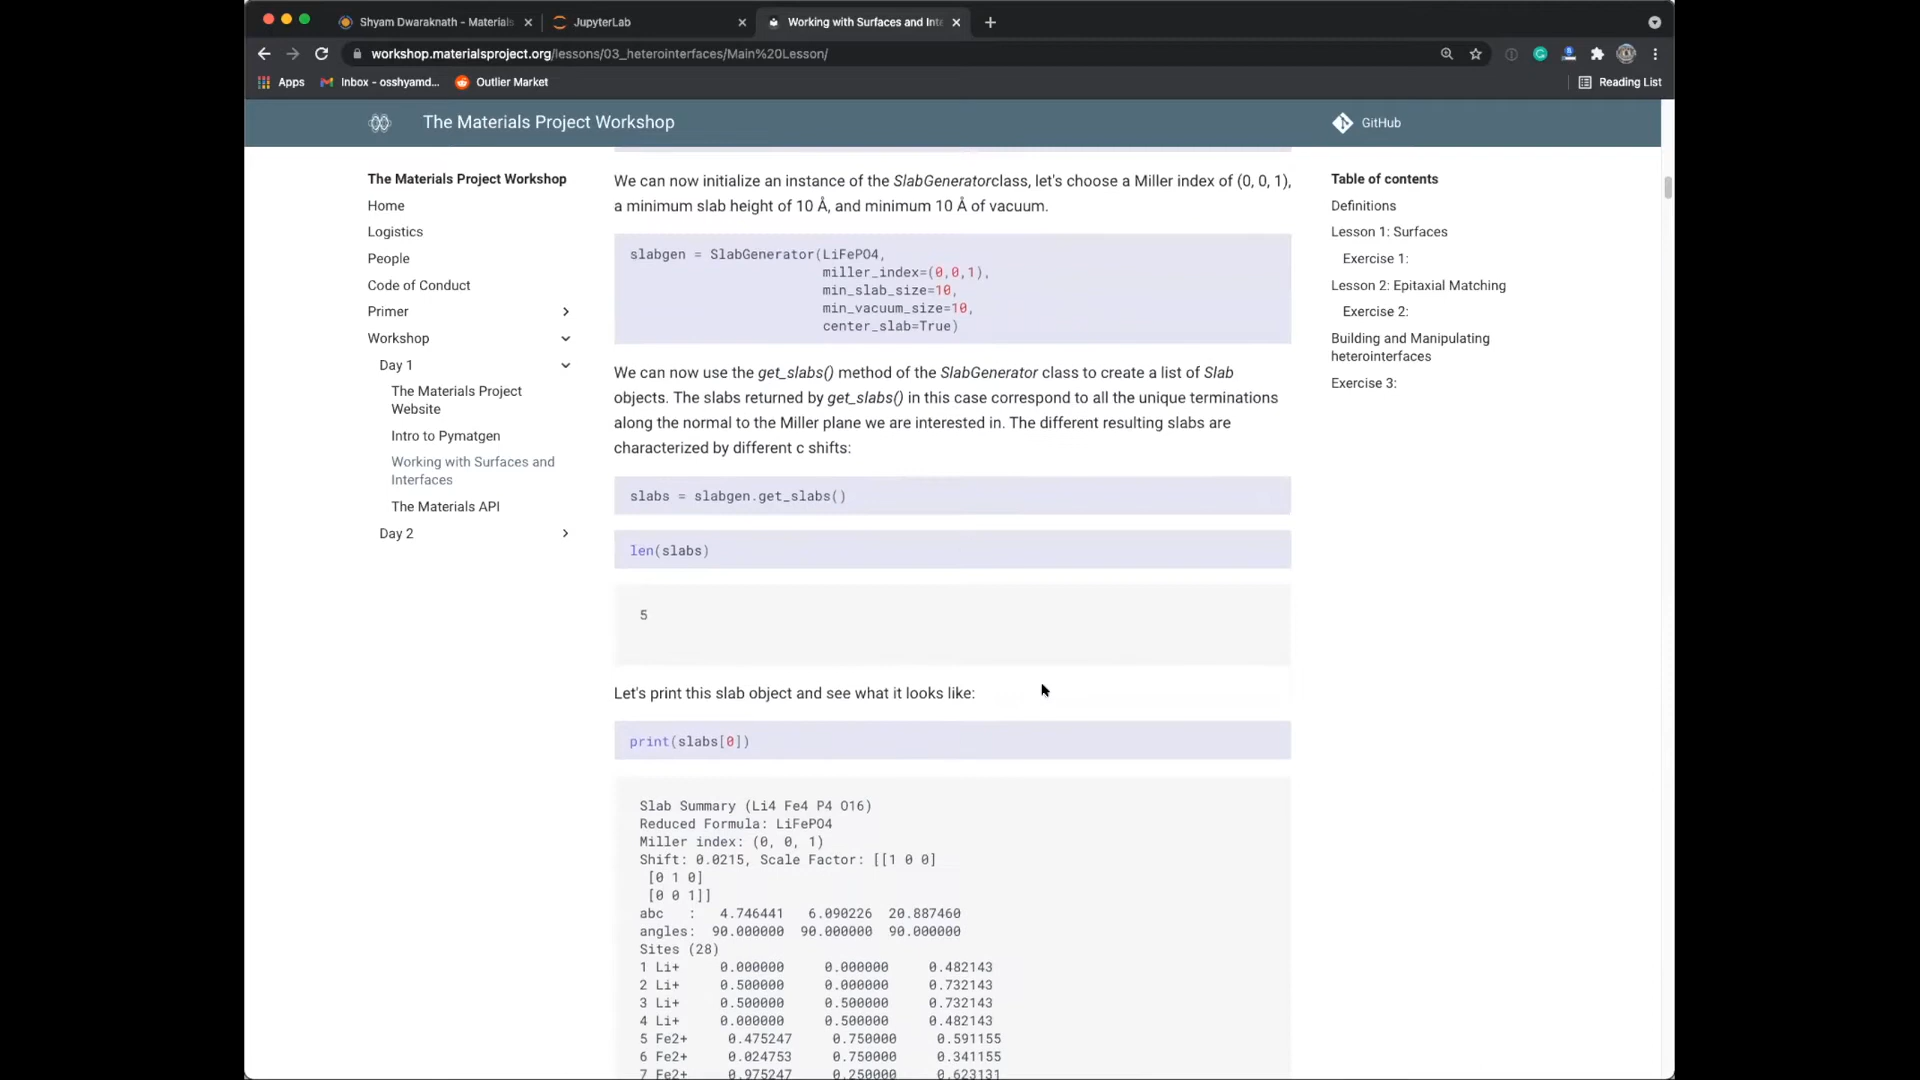 Shyam Dwaraknath - Materials
JupyterLab
Working with Surfaces and Inte
workshop.materialsproject.org/lessons/03_heterointerfaces/Main%20Lesson/
Apps
Inbox - osshyamd...
Outlier Market
Reading List
The Materials Project Workshop
GitHub
The Materials Project Workshop
Home
Logistics
People
Code of Conduct
Primer
Workshop
Day 1
The Materials Project
Website
Intro to Pymatgen
Working with Surfaces and
Interfaces
The Materials API
Day 2
We can now initialize an instance of the SlabGeneratorclass, let's choose a Miller index of (0, 0, 1),
a minimum slab height of 10 Å, and minimum 10 Å of vacuum.
slabgen = SlabGenerator(LiFePO4,
miller_index=(0,0,1),
min_slab_size=10,
min_vacuum_size=10,
center_slab=True)
We can now use the get_slabs() method of the SlabGenerator class to create a list of Slab
objects. The slabs returned by get_slabs() in this case correspond to all the unique terminations
along the normal to the Miller plane we are interested in. The different resulting slabs are
characterized by different c shifts:
slabs = slabgen.get_slabs()
len(slabs)
5
Let's print this slab object and see what it looks like:
print(slabs[0])
Slab Summary (Li4 Fe4 P4 O16)
Reduced Formula: LiFePO4
Miller index: (0, 0, 1)
Shift: 0.0215, Scale Factor: [[1 0 0]
[0 1 0]
[0 0 1]]
abc : 4.746441 6.090226 20.887460
angles: 90.000000 90.000000 90.000000
Sites (28)
1 Li+ 0.000000 0.000000 0.482143
2 Li+ 0.500000 0.000000 0.732143
3 Li+ 0.500000 0.500000 0.732143
4 Li+ 0.000000 0.500000 0.482143
5 Fe2+ 0.475247 0.750000 0.591155
6 Fe2+ 0.024753 0.750000 0.341155
7 Fe2+ 0.975247 0.250000 0.623131
Table of contents
Definitions
Lesson 1: Surfaces
Exercise 1:
Lesson 2: Epitaxial Matching
Exercise 2:
Building and Manipulating
heterointerfaces
Exercise 3: